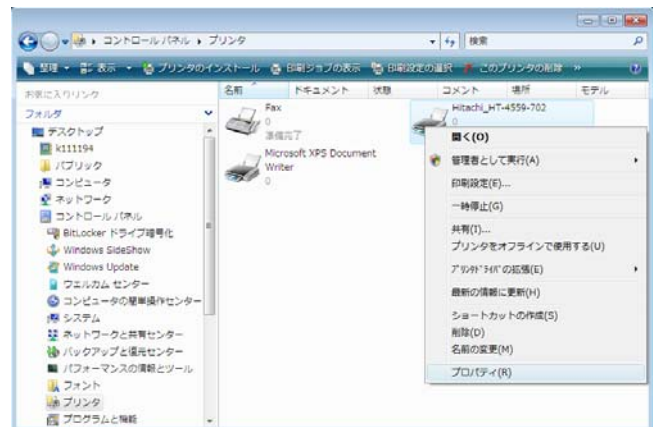 コントロール パネル ▸ プリンタ
検索
整理 表示 プリンタのインストール 印刷ジョブの表示 印刷設定の選択 このプリンタの削除 »
お気に入りリンク
フォルダ
デスクトップ
k111194
パブリック
コンピュータ
ネットワーク
コントロール パネル
BitLocker ドライブ暗号化
Windows SideShow
Windows Update
ウェルカム センター
コンピュータの簡単操作センター
システム
ネットワークと共有センター
バックアップと復元センター
パフォーマンスの情報とツール
フォント
プリンタ
プログラムと機能
名前 ドキュメント 状態 コメント 場所 モデル
Fax
0
準備完了
Microsoft XPS Document
Writer
0
Hitachi_HT-4559-702
0
開く(O)
管理者として実行(A)
印刷設定(E)...
一時停止(G)
共有(I)...
プリンタをオフラインで使用する(U)
プリンタドライバの拡張(E)
最新の情報に更新(H)
ショートカットの作成(S)
削除(D)
名前の変更(M)
プロパティ(R)